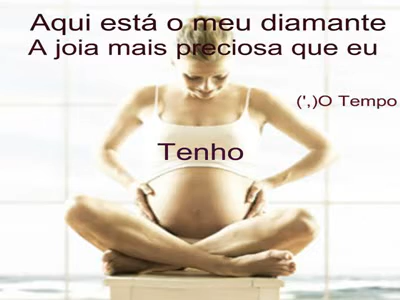 Aqui está o meu diamante
A joia mais preciosa que eu
(',)O Tempo
Tenho